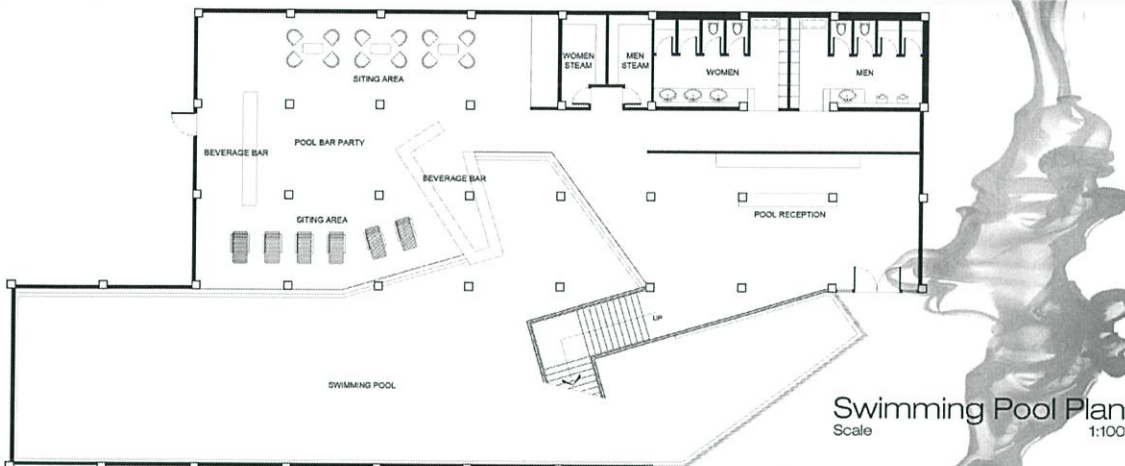 WOMEN
STEAM
MEN
STEAM
WOMEN
MEN
SITING AREA
BEVERAGE BAR
POOL BAR PARTY
BEVERAGE BAR
SITING AREA
POOL RECEPTION
UP
SWIMMING POOL
Swimming Pool Plan
Scale 1:100